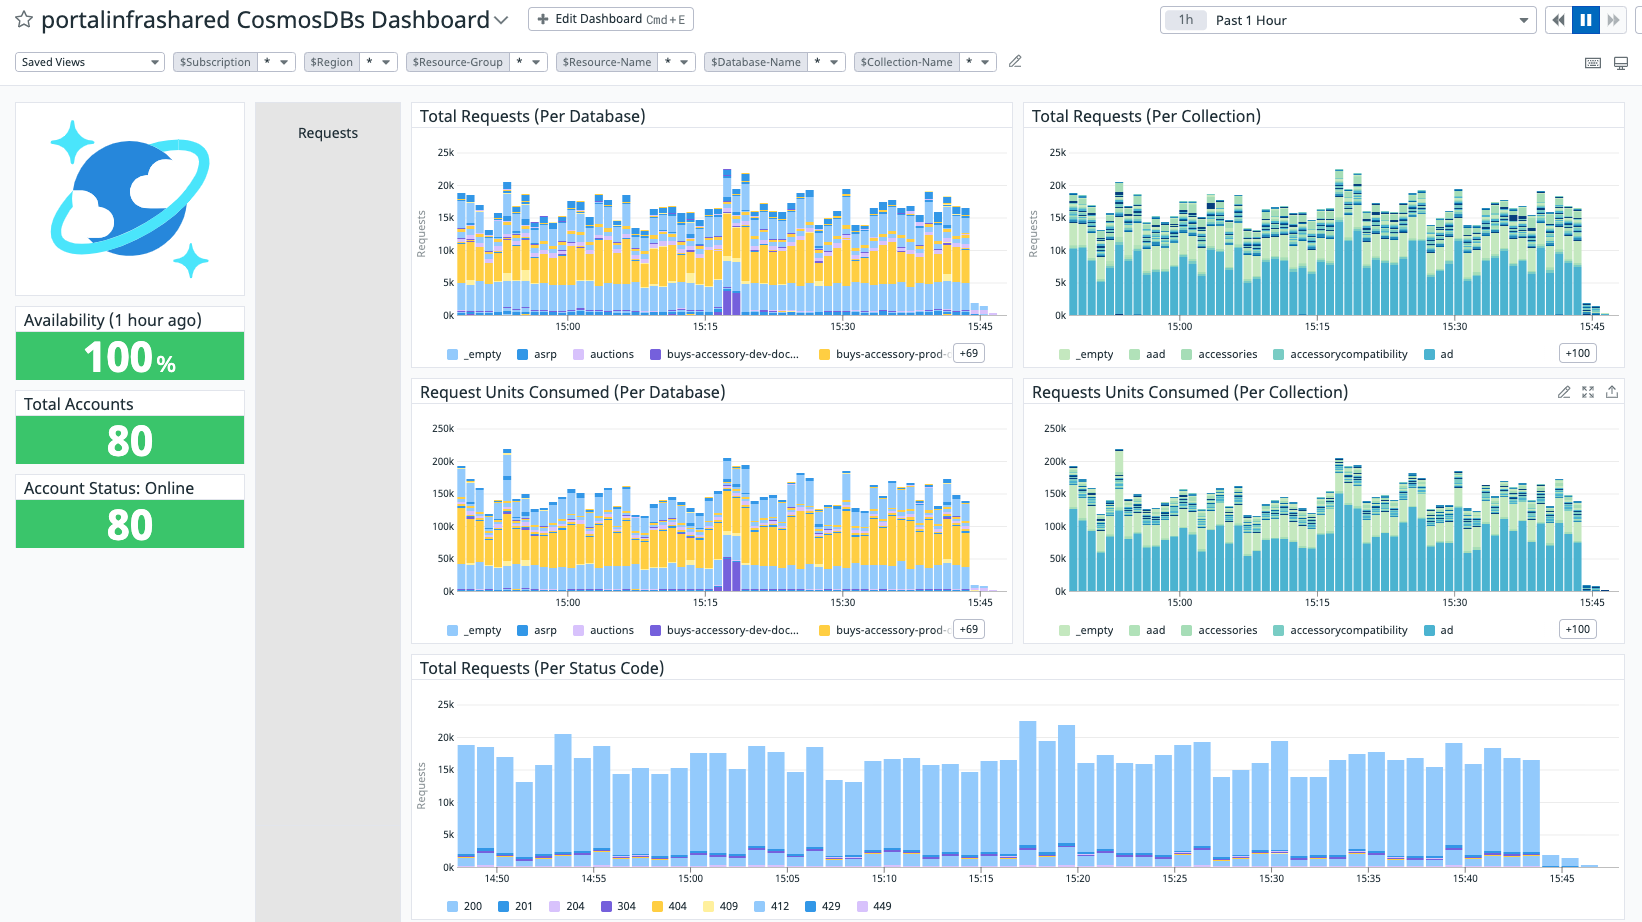 portalinfrashared CosmosDBs Dashboard
Edit Dashboard Cmd+E
1h Past 1 Hour
Saved Views
$Subscription *
$Region *
$Resource-Group *
$Resource-Name *
$Database-Name *
$Collection-Name *
Availability (1 hour ago)
100%
Total Accounts
80
Account Status: Online
80
Requests
Total Requests (Per Database)
Requests
25k
20k
15k
10k
5k
0k
15:00 15:15 15:30 15:45
_empty asrp auctions buys-accessory-dev-doc... buys-accessory-prod- +69
Total Requests (Per Collection)
Requests
25k
20k
15k
10k
5k
0k
15:00 15:15 15:30 15:45
_empty aad accessories accessorycompatibility ad +100
Request Units Consumed (Per Database)
250k
200k
150k
100k
50k
0k
15:00 15:15 15:30 15:45
_empty asrp auctions buys-accessory-dev-doc... buys-accessory-prod- +69
Requests Units Consumed (Per Collection)
250k
200k
150k
100k
50k
0k
15:00 15:15 15:30 15:45
_empty aad accessories accessorycompatibility ad +100
Total Requests (Per Status Code)
Requests
25k
20k
15k
10k
5k
0k
14:50 14:55 15:00 15:05 15:10 15:15 15:20 15:25 15:30 15:35 15:40 15:45
200 201 204 304 404 409 412 429 449